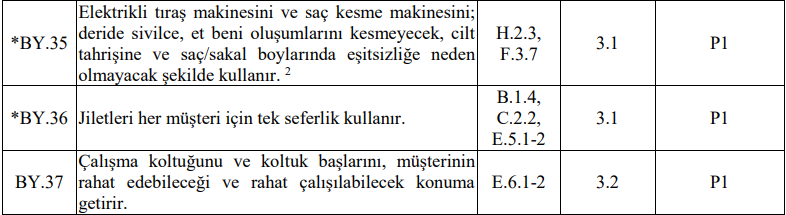 *BY.35
Elektrikli tıraş makinesini ve saç kesme makinesini;
deride sivilce, et beni oluşumlarını kesmeyecek, cilt
tahrişine ve saç/sakal boylarında eşitsizliğe neden
olmayacak şekilde kullanır. 2
H.2.3,
F.3.7
3.1
P1
*BY.36
Jiletleri her müşteri için tek seferlik kullanır.
B.1.4,
C.2.2,
E.5.1-2
3.1
P1
BY.37
Çalışma koltuğunu ve koltuk başlarını, müşterinin
rahat edebileceği ve rahat çalışılabilecek konuma
getirir.
E.6.1-2
3.2
P1